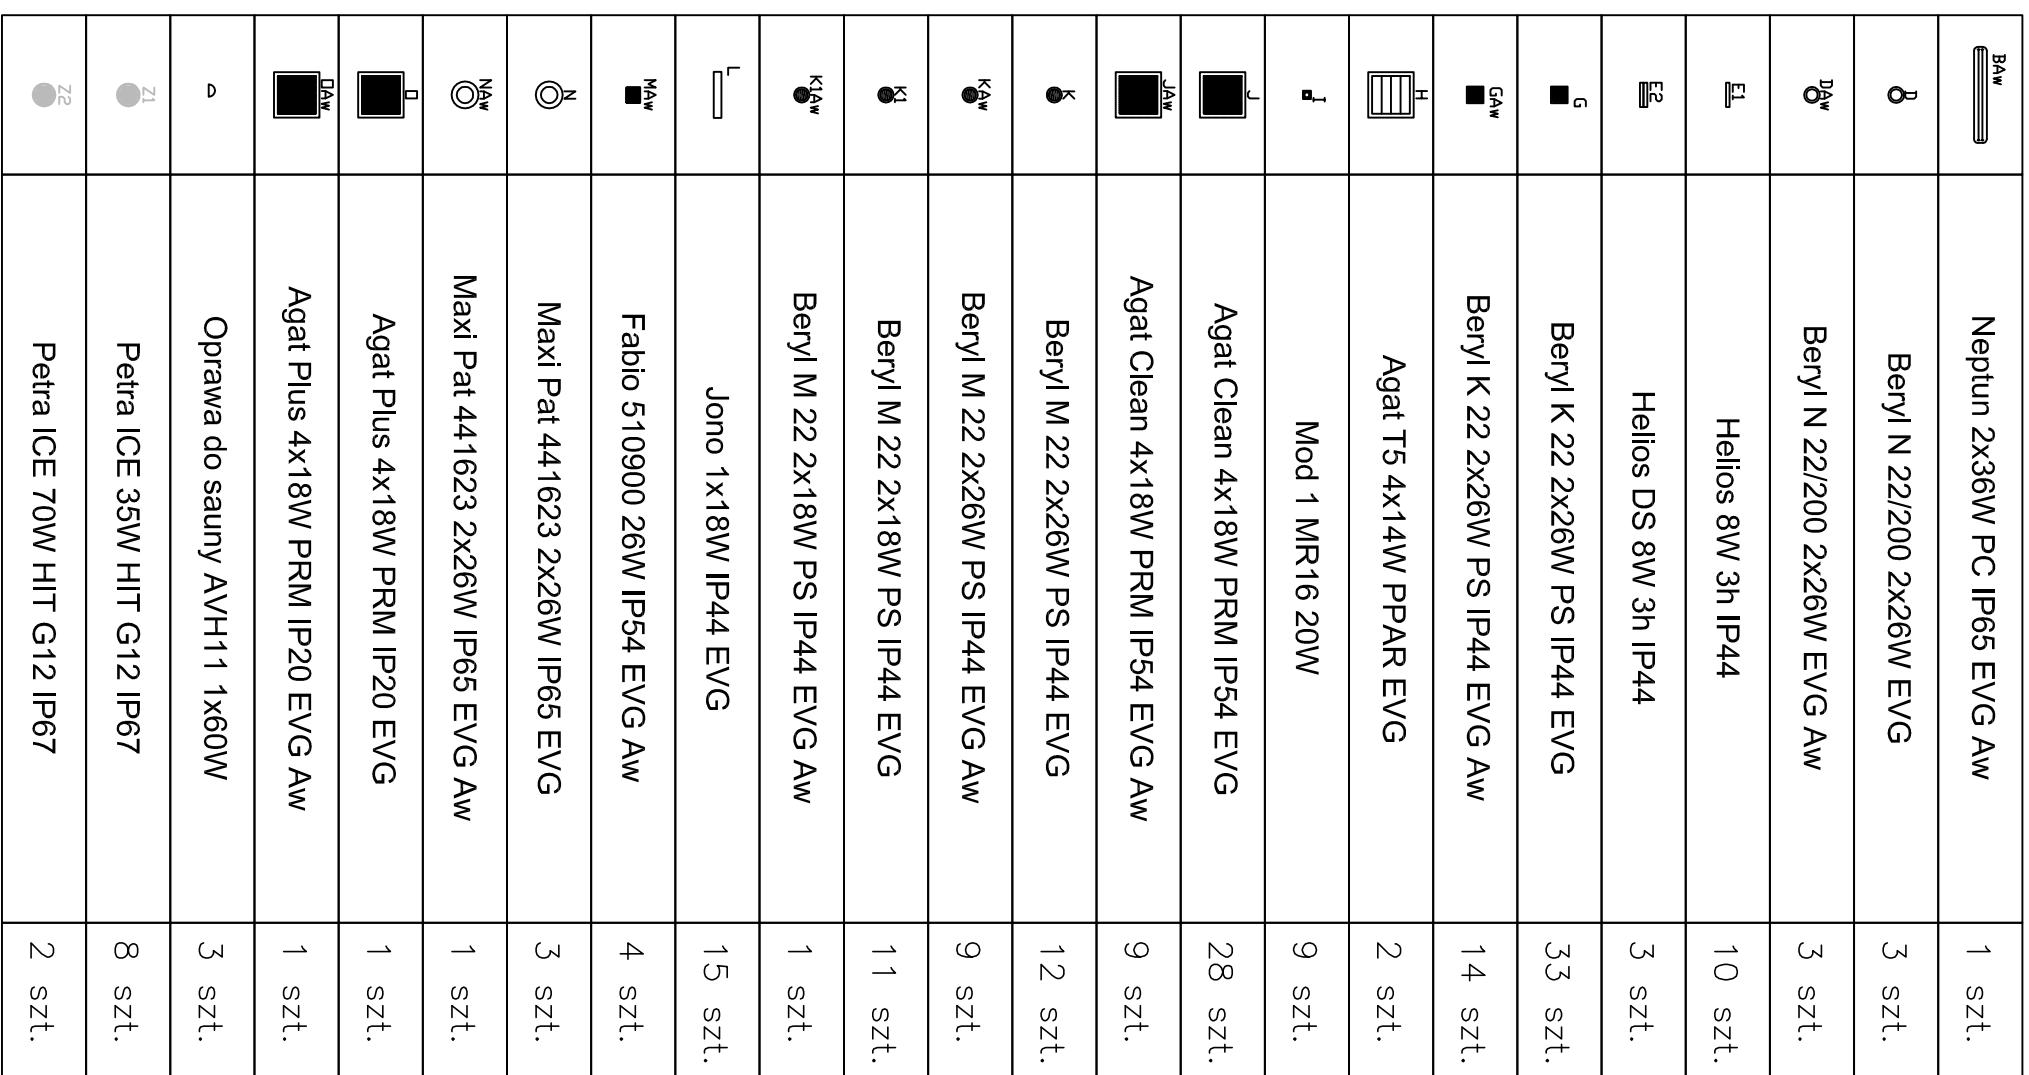 BAw Neptun 2x36W PC IP65 EVG Aw 1 szt.
D Beryl N 22/200 2x26W EVG 3 szt.
DAw Beryl N 22/200 2x26W EVG Aw 3 szt.
E1 Helios 8W 3h IP44 10 szt.
E2 Helios DS 8W 3h IP44 3 szt.
G Beryl K 22 2x26W PS IP44 EVG 33 szt.
GAw Beryl K 22 2x26W PS IP44 EVG Aw 14 szt.
H Agat T5 4x14W PPAR EVG 2 szt.
I Mod 1 MR16 20W 9 szt.
J Agat Clean 4x18W PRM IP54 EVG 28 szt.
JAw Agat Clean 4x18W PRM IP54 EVG Aw 9 szt.
K Beryl M 22 2x26W PS IP44 EVG 12 szt.
KAw Beryl M 22 2x26W PS IP44 EVG Aw 9 szt.
K1 Beryl M 22 2x18W PS IP44 EVG 11 szt.
K1Aw Beryl M 22 2x18W PS IP44 EVG Aw 1 szt.
L Jono 1x18W IP44 EVG 15 szt.
MAw Fabio 510900 26W IP54 EVG Aw 4 szt.
N Maxi Pat 441623 2x26W IP65 EVG 3 szt.
NAw Maxi Pat 441623 2x26W IP65 EVG Aw 1 szt.
O Agat Plus 4x18W PRM IP20 EVG 1 szt.
OAw Agat Plus 4x18W PRM IP20 EVG Aw 1 szt.
Oprawa do sauny AVH11 1x60W 3 szt.
Z1 Petra ICE 35W HIT G12 IP67 8 szt.
Z2 Petra ICE 70W HIT G12 IP67 2 szt.